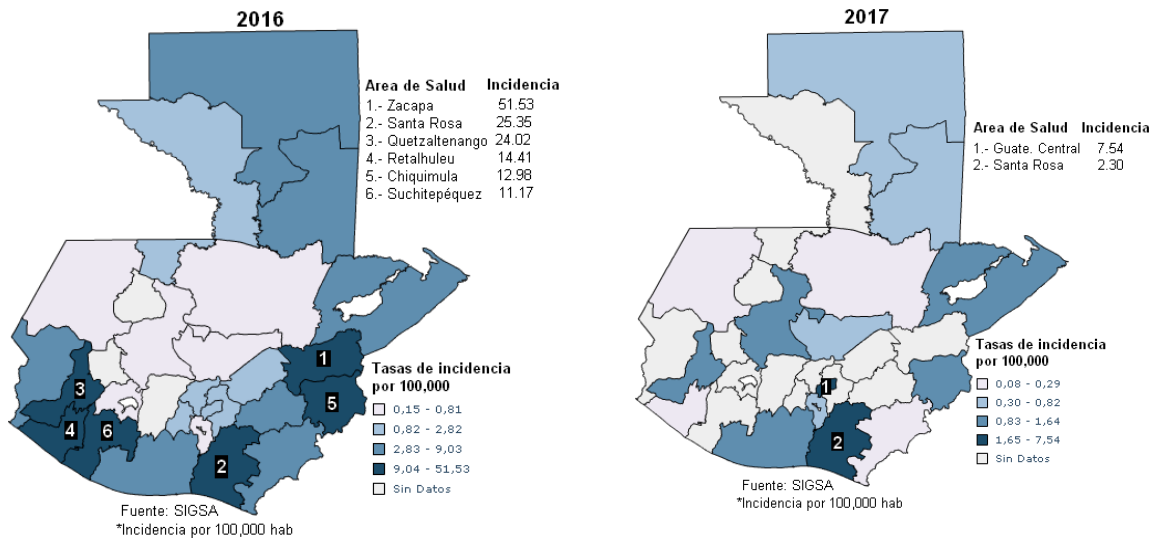 2016
Area de Salud Incidencia
1.- Zacapa 51.53
2.- Santa Rosa 25.35
3.- Quetzaltenango 24.02
4.- Retalhuleu 14.41
5.- Chiquimula 12.98
6.- Suchitepéquez 11.17
1
3
5
4
6
2
Tasas de incidencia
por 100,000
0,15 - 0,81
0,82 - 2,82
2,83 - 9,03
9,04 - 51,53
Sin Datos
Fuente: SIGSA
*Incidencia por 100,000 hab
2017
Area de Salud Incidencia
1.- Guate. Central 7.54
2.- Santa Rosa 2.30
1
2
Tasas de incidencia
por 100,000
0,08 - 0,29
0,30 - 0,82
0,83 - 1,64
1,65 - 7,54
Sin Datos
Fuente: SIGSA
*Incidencia por 100,000 hab